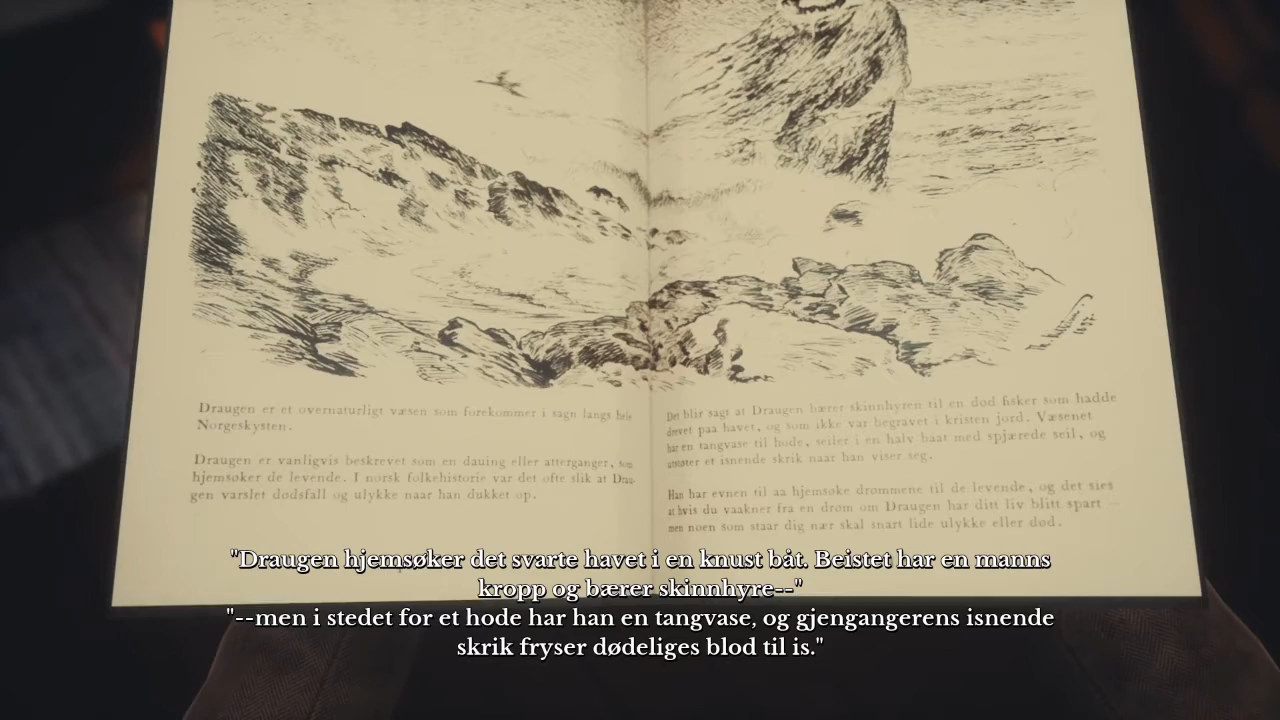 Draugen er et overnaturligt væsen som forekommer i sagn langs hele
Norgeskysten.
Draugen er vanligvis beskrevet som en dauing eller atterganger, som
hjemsøker de levende. I norsk folkehistorie var det ofte slik at Drau-
gen varslet dødsfall og ulykke naar han dukket op.
Det blir sagt at Draugen bærer skinnhyren til en død fisker som hadde
drevet paa havet, og som ikke var begravet i kristen jord. Væsenet
har en tangvase til hode, seiler i en halv baat med spjærede seil, og
utstøter et isnende skrik naar han viser seg.
Han har evnen til aa hjemsøke drømmene til de levende, og det sies
at hvis du vaakner fra en drøm om Draugen har ditt liv blitt spart —
men noen som staar dig nær skal snart lide ulykke eller død.
"Draugen hjemsøker det svarte havet i en knust båt. Beistet har en manns
kropp og bærer skinnhyre--"
"--men i stedet for et hode har han en tangvase, og gjengangerens isnende
skrik fryser dødeliges blod til is."